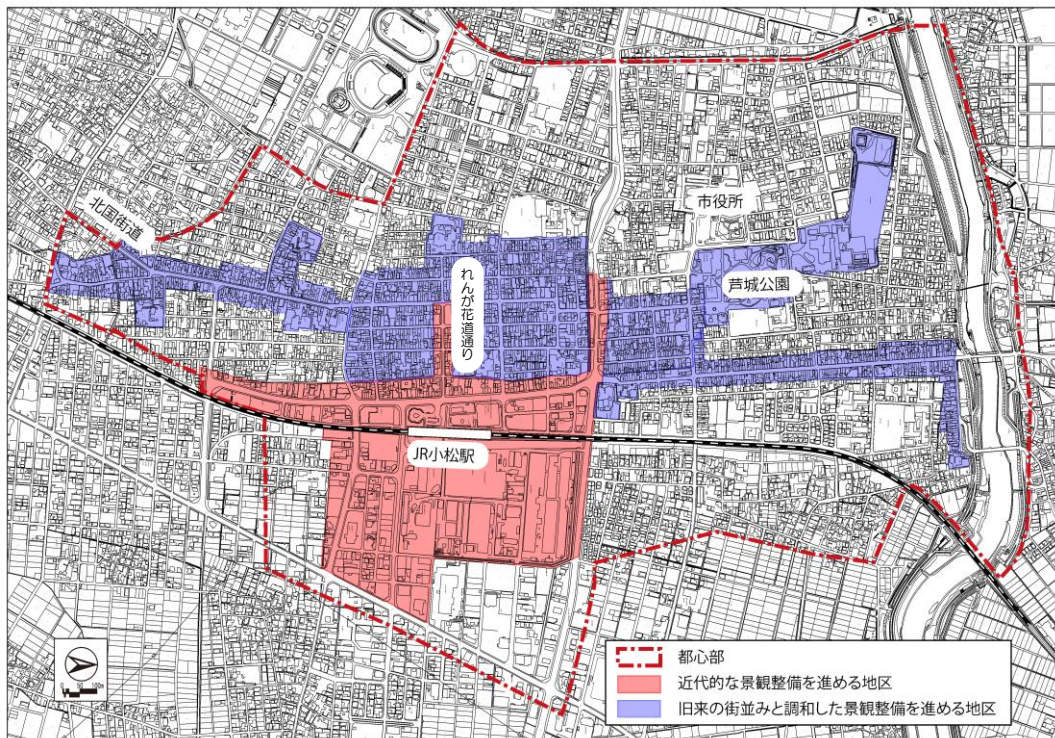 北国街道
れんが花道通り
市役所
芦城公園
JR小松駅
都心部
近代的な景観整備を進める地区
旧来の街並みと調和した景観整備を進める地区